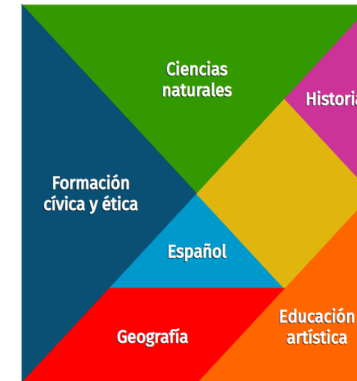 Ciencias
naturales
Historia
Formación
cívica y ética
Español
Geografía
Educación
artística